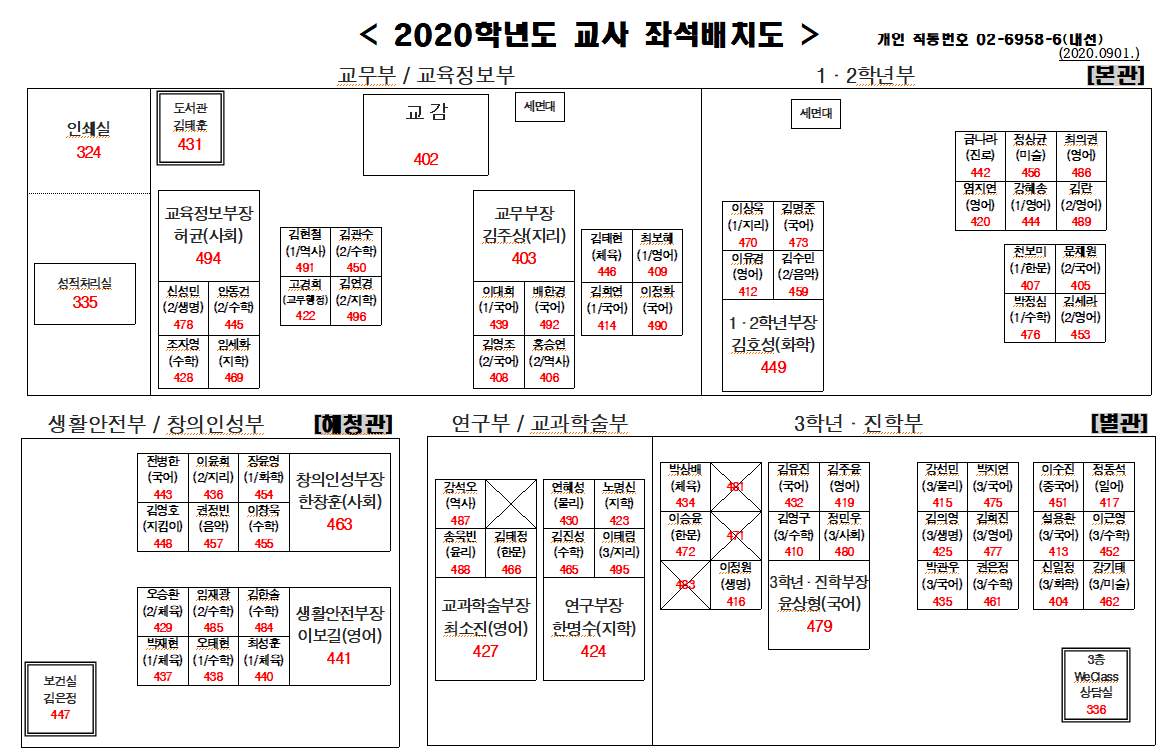 < 2020학년도 교사 좌석배치도 >
개인 직통번호 02-6958-6(내선)
(2020.0901.)
교무부 / 교육정보부
1 · 2학년부
[본관]
인쇄실
324
성적처리실
335
도서관
김태훈
431
교 감
402
세면대
교육정보부장
허균(사회)
494
신성민
(2/생명)
478
안동건
(2/수학)
445
조자영
(수학)
428
임세화
(지학)
469
김현철
(1/역사)
491
김관수
(2/수학)
450
고경희
(교무행정)
422
김연경
(2/지학)
496
교무부장
김주상(지리)
403
이대희
(1/국어)
439
배한경
(국어)
492
김영조
(2/국어)
408
홍승연
(2/역사)
406
김태현
(체육)
446
최보혜
(1/영어)
409
김희연
(1/국어)
414
이정화
(국어)
490
세면대
이상욱
(1/지리)
470
김명준
(국어)
473
이유경
(영어)
412
김수민
(2/음악)
459
1 · 2학년부장
김호성(화학)
449
금나라
(진로)
442
정상균
(미술)
456
최의권
(영어)
486
염지연
(영어)
420
강혜송
(1/영어)
444
김란
(2/영어)
489
천보미
(1/한문)
407
문채원
(2/국어)
405
박정심
(1/수학)
476
김세라
(2/영어)
453
생활안전부 / 창의인성부
[혜청관]
전병한
(국어)
443
이윤희
(2/지리)
436
장윤영
(1/화학)
454
김영호
(지킴이)
448
권정빈
(음악)
457
이창욱
(수학)
455
창의인성부장
한창훈(사회)
463
오승환
(2/체육)
429
임재광
(2/수학)
485
김한솔
(수학)
484
박재현
(1/체육)
437
오태현
(1/수학)
438
최성훈
(1/체육)
440
생활안전부장
이보길(영어)
441
보건실
김은정
447
연구부 / 교과학술부
3학년 · 진학부
[별관]
강석오
(역사)
487
송욱빈
(윤리)
488
김태정
(한문)
466
교과학술부장
최소진(영어)
427
연혜성
(물리)
430
노명신
(지학)
423
김진성
(수학)
465
이태림
(3/지리)
495
연구부장
한명수(지학)
424
박상배
(체육)
434
481
이승윤
(한문)
472
471
483
이정원
(생명)
416
김유진
(국어)
432
김주윤
(영어)
419
김영구
(3/수학)
410
정민우
(3/사회)
480
3학년 · 진학부장
윤상형(국어)
479
강선민
(3/물리)
415
박지연
(3/국어)
475
김의영
(3/생명)
425
김희진
(3/영어)
477
박관우
(3/국어)
435
권은정
(3/수학)
461
이수진
(중국어)
451
정동석
(일어)
417
설용환
(3/국어)
413
이근영
(3/수학)
452
신일정
(3/화학)
404
강기태
(3/미술)
462
3층
WeClass
상담실
336